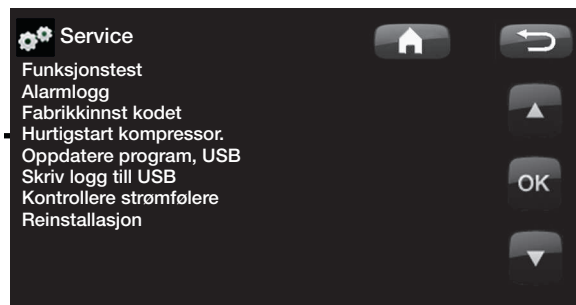 Service
Funksjonstest
Alarmlogg
Fabrikkinnst kodet
Hurtigstart kompressor.
Oppdatere program, USB
Skriv logg till USB
OK
Kontrollere strømfølere
Reinstallasjon